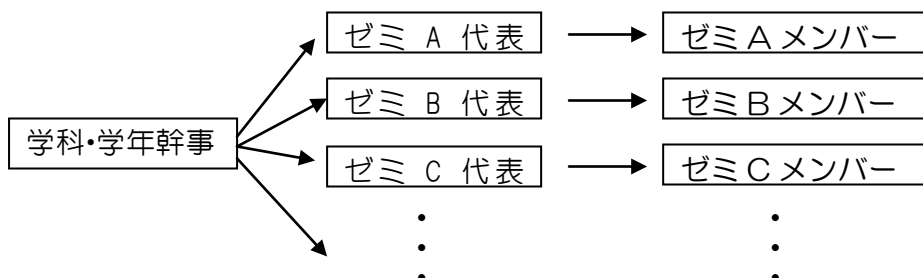 ゼミ A 代表
ゼミAメンバー
ゼミ B 代表
ゼミBメンバー
学科・学年幹事
ゼミ C 代表
ゼミCメンバー